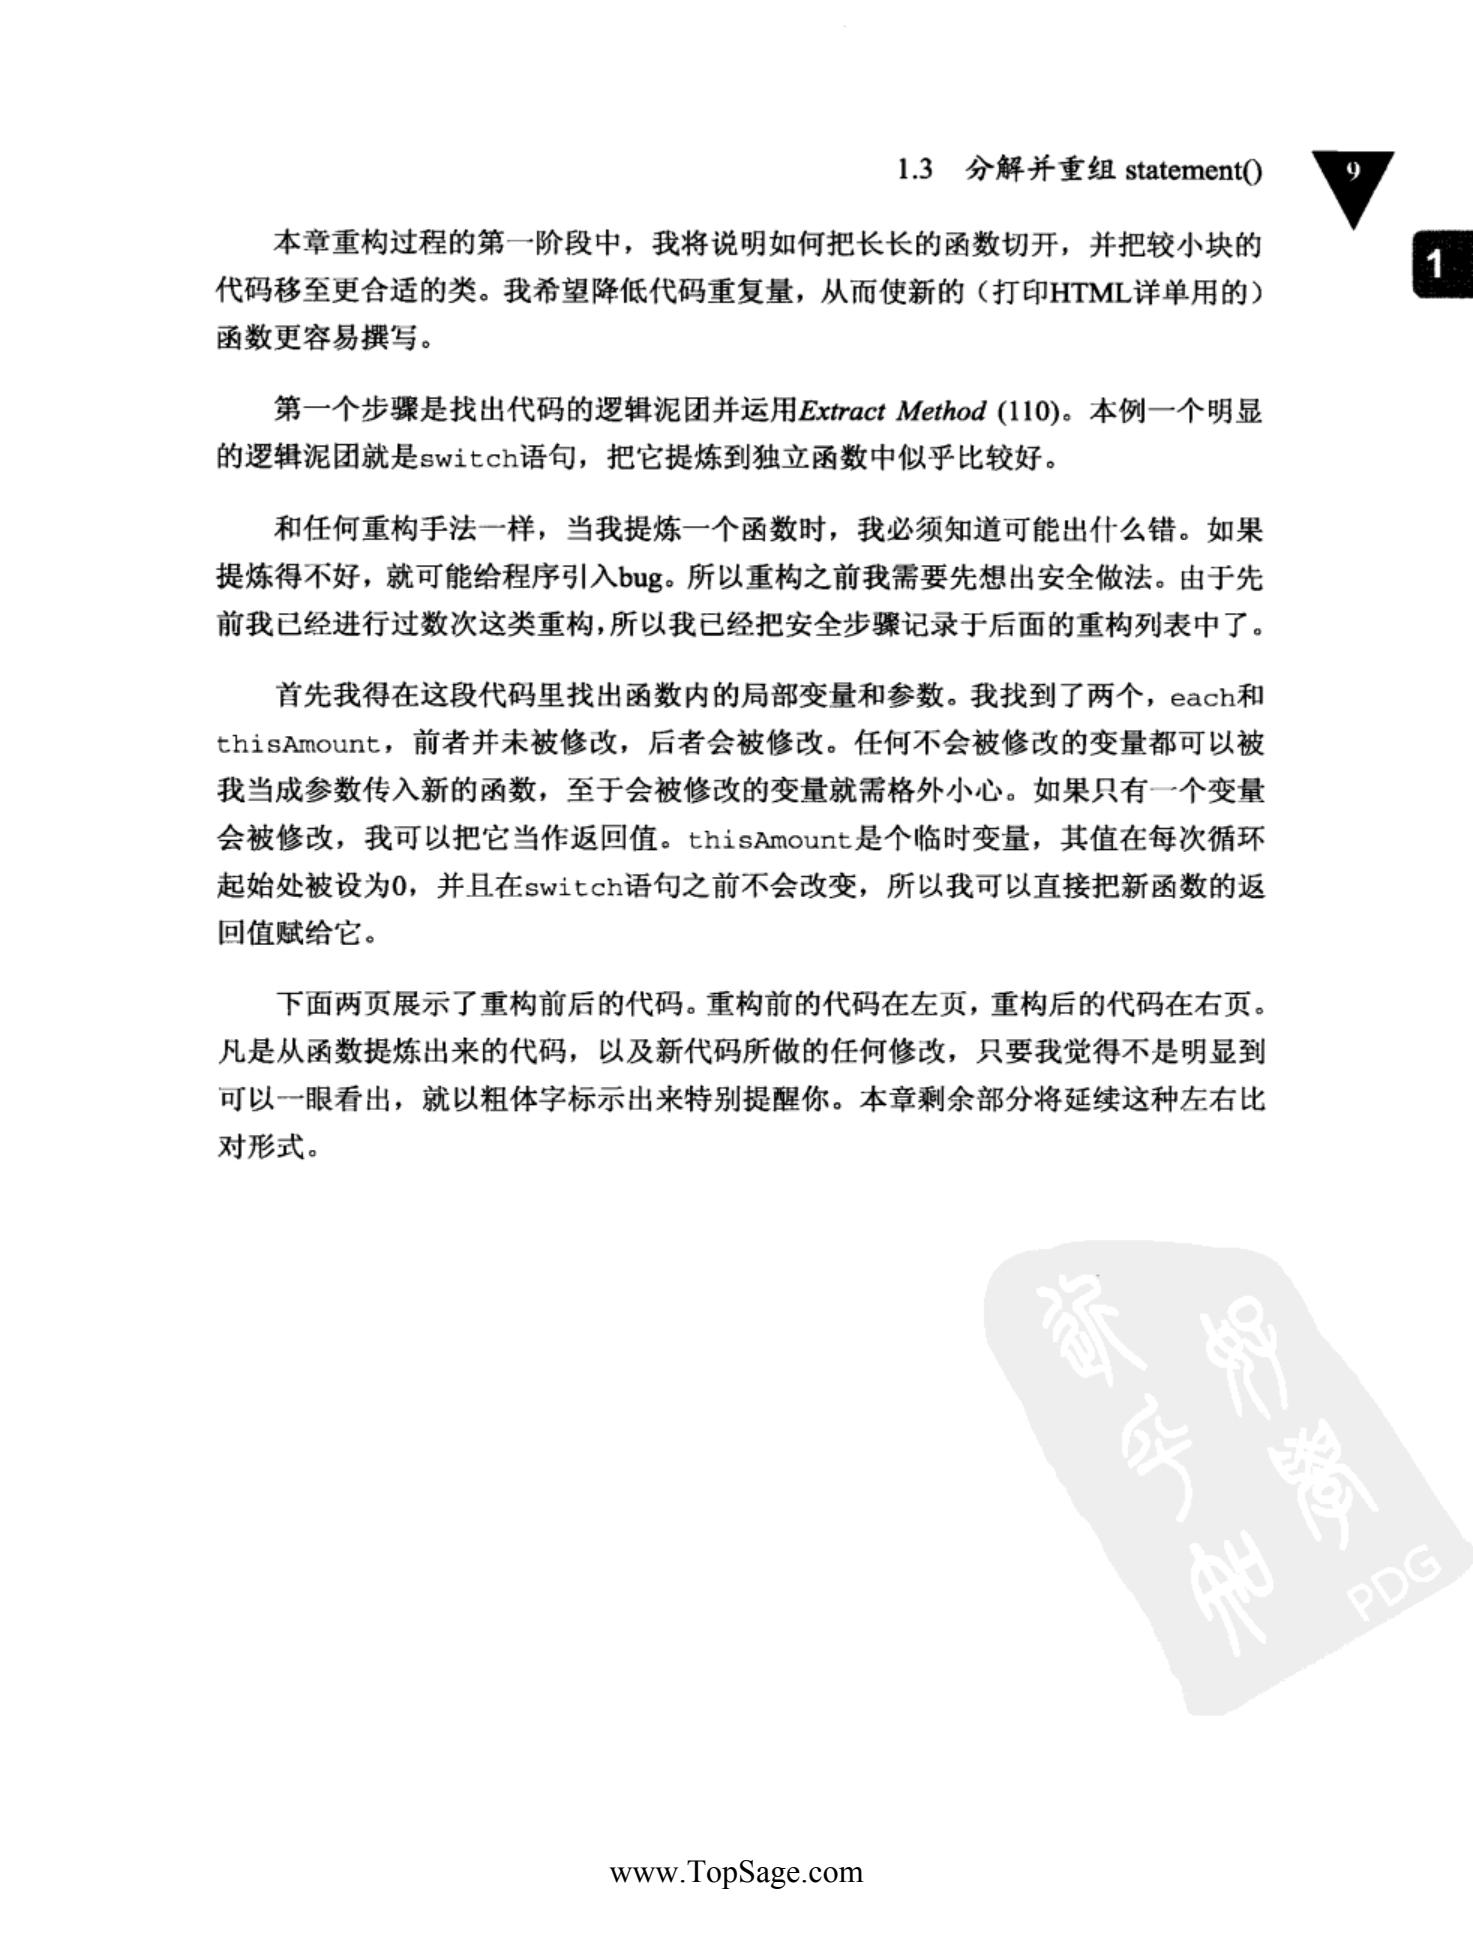 1.3 分解并重组 statement()
9
1
本章重构过程的第一阶段中，我将说明如何把长长的函数切开，并把较小块的
代码移至更合适的类。我希望降低代码重复量，从而使新的（打印HTML详单用的）
函数更容易撰写。
第一个步骤是找出代码的逻辑泥团并运用Extract Method (110)。本例一个明显
的逻辑泥团就是switch语句，把它提炼到独立函数中似乎比较好。
和任何重构手法一样，当我提炼一个函数时，我必须知道可能出什么错。如果
提炼得不好，就可能给程序引入bug。所以重构之前我需要先想出安全做法。由于先
前我已经进行过数次这类重构，所以我已经把安全步骤记录于后面的重构列表中了。
首先我得在这段代码里找出函数内的局部变量和参数。我找到了两个，each和
thisAmount，前者并未被修改，后者会被修改。任何不会被修改的变量都可以被
我当成参数传入新的函数，至于会被修改的变量就需格外小心。如果只有一个变量
会被修改，我可以把它当作返回值。thisAmount是个临时变量，其值在每次循环
起始处被设为0，并且在switch语句之前不会改变，所以我可以直接把新函数的返
回值赋给它。
下面两页展示了重构前后的代码。重构前的代码在左页，重构后的代码在右页。
凡是从函数提炼出来的代码，以及新代码所做的任何修改，只要我觉得不是明显到
可以一眼看出，就以粗体字标示出来特别提醒你。本章剩余部分将延续这种左右比
对形式。
PDG
www.TopSage.com